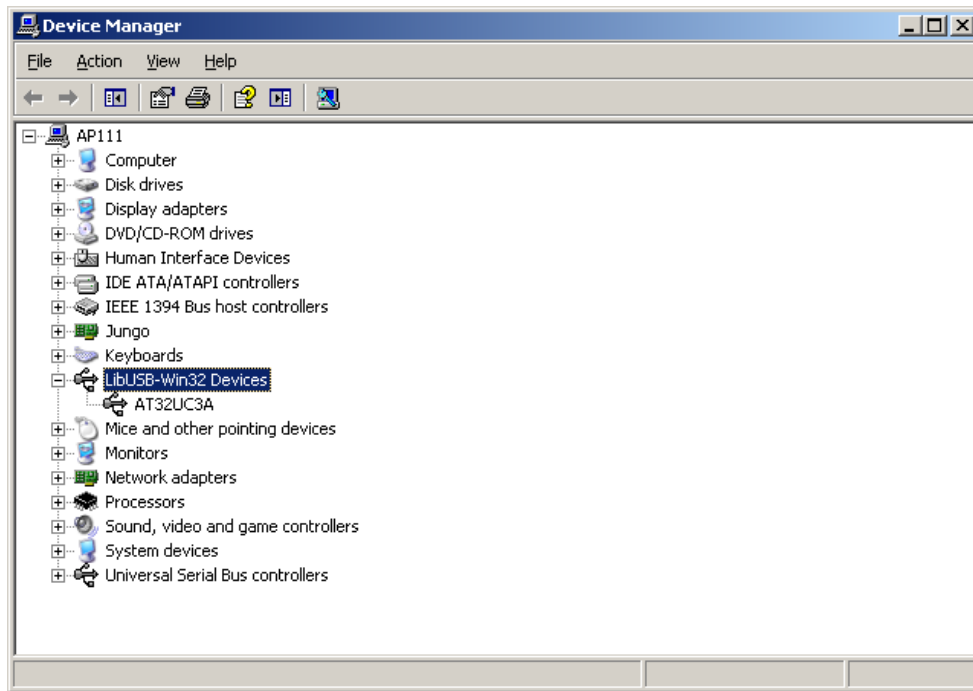 Device Manager
File Action View Help
AP111
Computer
Disk drives
Display adapters
DVD/CD-ROM drives
Human Interface Devices
IDE ATA/ATAPI controllers
IEEE 1394 Bus host controllers
Jungo
Keyboards
LibUSB-Win32 Devices
AT32UC3A
Mice and other pointing devices
Monitors
Network adapters
Processors
Sound, video and game controllers
System devices
Universal Serial Bus controllers